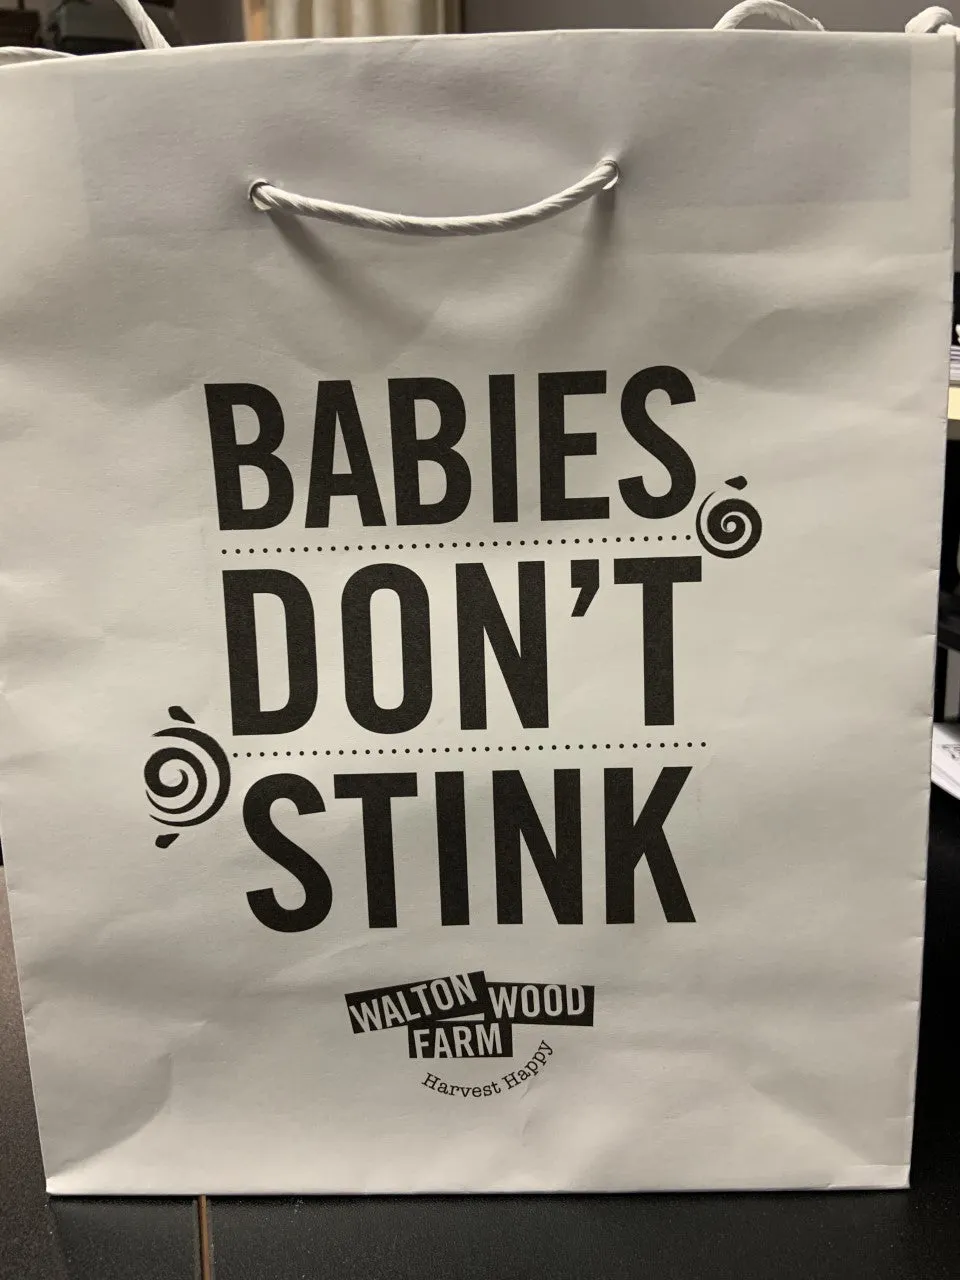 BABIES
DON'T
STINK
WALTON WOOD
FARM
Harvest Happy